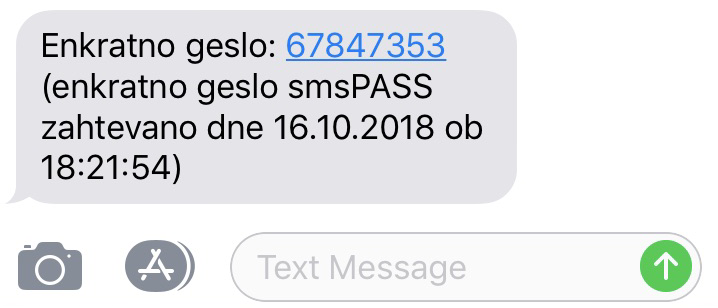 Enkratno geslo: 67847353
(enkratno geslo smsPASS
zahtevano dne 16.10.2018 ob
18:21:54)
Text Message